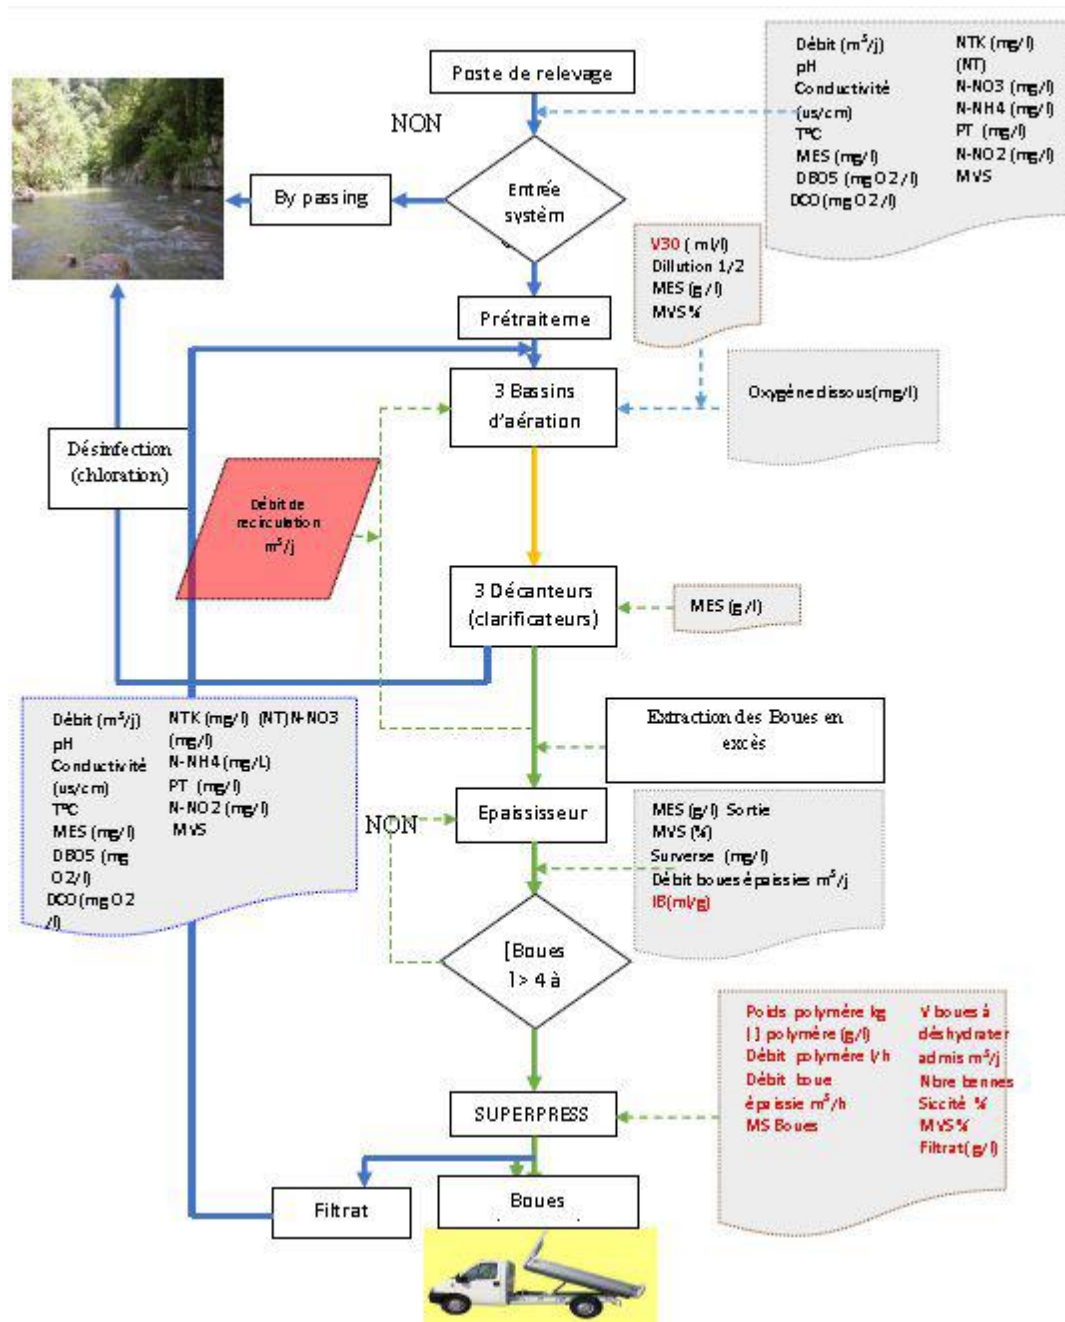 Poste de relevage
NON
Débit (m³/j)
pH
Conductivité
(us/cm)
T°C
MES (mg/l)
DBO5 (mg O2/l)
DCO (mg O2/l)
NTK (mg/l)
(NT)
N-NO3 (mg/l)
N-NH4 (mg/l)
PT (mg/l)
N-NO2 (mg/l)
MVS
Entrée
systèm
By passing
V30 ( ml/l)
Dillution 1/2
MES (g/l)
MVS%
Prétraiteme
3 Bassins
d'aération
Oxygéne dissous(mg/l)
Désinfection
(chloration)
Débit de
recirculation
m³/j
3 Décanteurs
(clarificateurs)
MES (g/l)
Débit (m³/j)
pH
Conductivité
(us/cm)
T°C
MES (mg/l)
DBO5 (mg
O2/l)
DCO (mg O2
/l)
NTK (mg/l) (NT)N-NO3
(mg/l)
N-NH4 (mg/L)
PT (mg/l)
N-NO2 (mg/l)
MVS
Extraction des Boues en
excès
Epaississeur
NON
MES (g/l) Sortie
MVS (%)
Surverse (mg/l)
Débit boues épaissies m³/j
IB(ml/g)
[Boues
] > 4 à
Poids polymére kg
[ ] polymére (g/l)
Débit polymére l/h
Débit boue
épaissie m³/h
MS Boues
V boues à
déshydrater
admis m³/j
Nbre bennes
Siccité %
MVS%
Filtrat(g/l)
SUPERPRESS
Filtrat
Boues